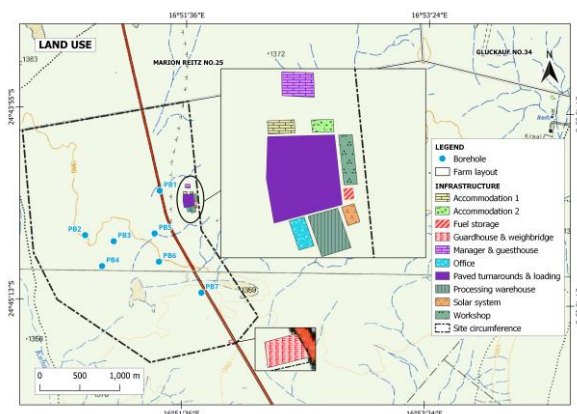 16°51'36"E
16°53'24"E
LAND USE
MARION REITZ NO.25
GLÜCKAUF NO.34
1363
1372
24°43'55"S
PB1
PB2
PB3
PB5
PB4
PB6
PB7
24°45'13"S
1369
1356
LEGEND
Borehole
Farm layout
INFRASTRUCTURE
Accommodation 1
Accommodation 2
Fuel storage
Guardhouse & weighbridge
Manager & guesthouse
Office
Paved turnarounds & loading
Processing warehouse
Solar system
Workshop
Site circumference
0 500 1,000 m
16°51'36"E
16°53'24"E